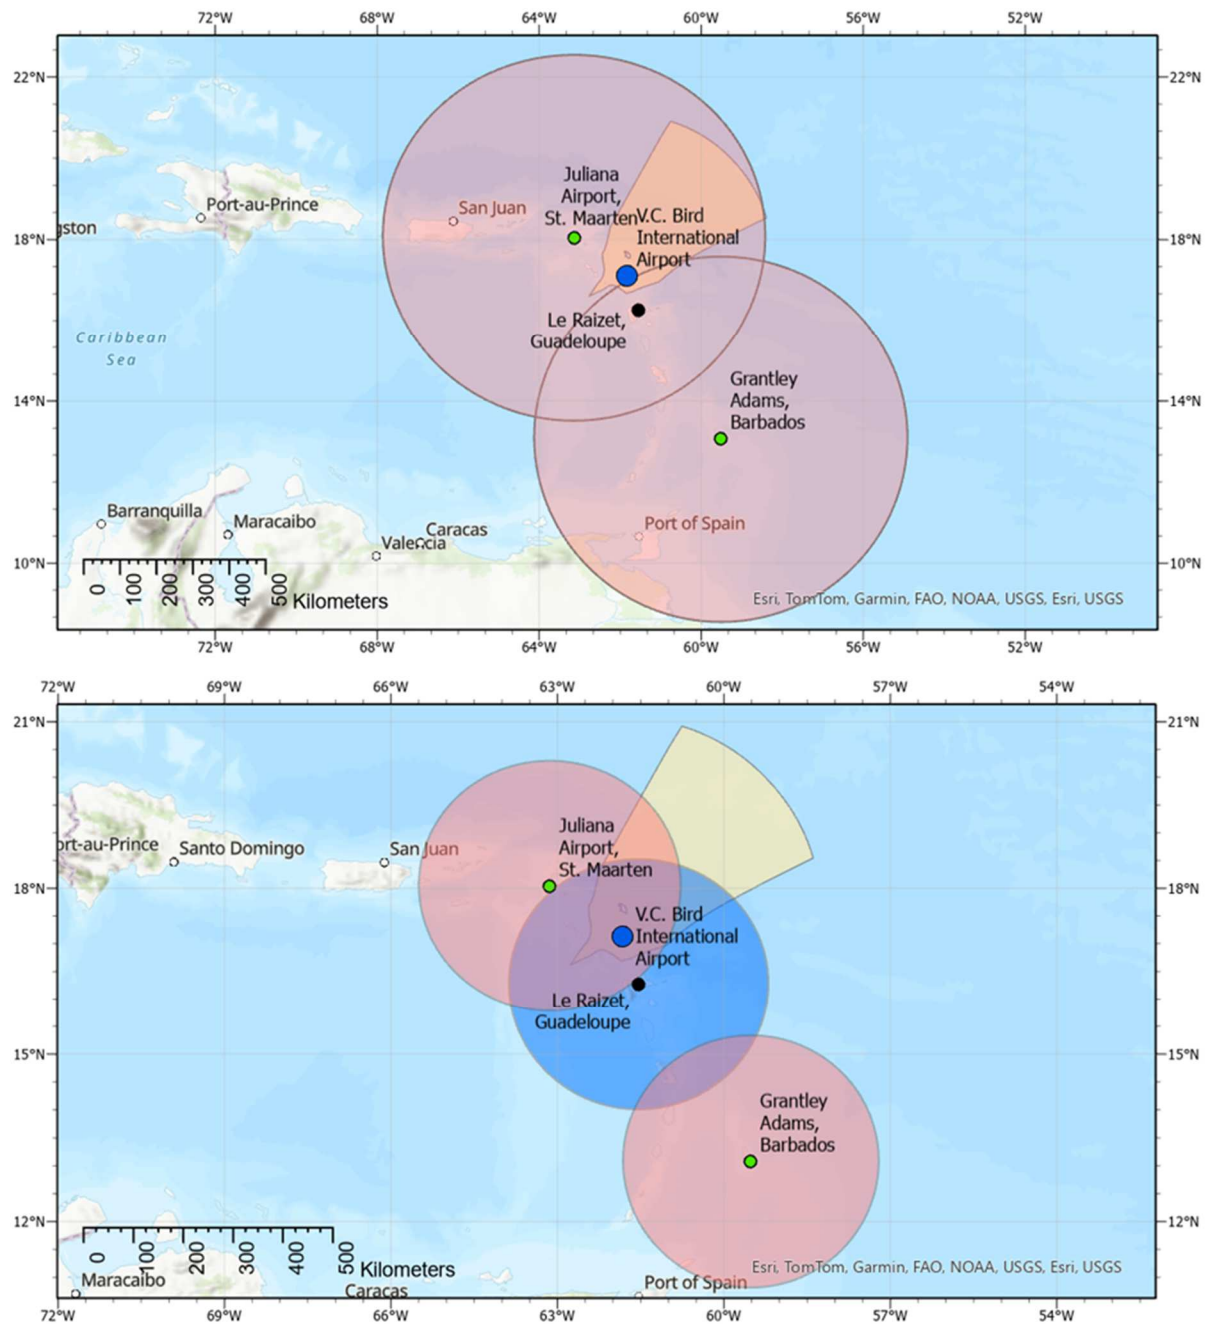 72°W 68°W 64°W 60°W 56°W 52°W
22°N 22°N
Juliana
Airport,
St. Maarten
V.C. Bird
International
Airport
San Juan
Port-au-Prince
gston
18°N 18°N
Le Raizet,
Guadeloupe
Caribbean
Sea
Grantley
Adams,
Barbados
14°N 14°N
Barranquilla
Maracaibo
Caracas
Valencia
Port of Spain
10°N 10°N
0 100 200 300 400 500 Kilometers
Esri, TomTom, Garmin, FAO, NOAA, USGS, Esri, USGS
72°W 68°W 64°W 60°W 56°W 52°W
72°W 69°W 66°W 63°W 60°W 57°W 54°W
21°N 21°N
Juliana
Airport,
St. Maarten
ort-au-Prince
Santo Domingo
San Juan
18°N 18°N
V.C. Bird
International
Airport
Le Raizet,
Guadeloupe
15°N 15°N
Grantley
Adams,
Barbados
12°N 12°N
0 100 200 300 400 500 Kilometers
Esri, TomTom, Garmin, FAO, NOAA, USGS, Esri, USGS
Maracaibo
Caracas
Port of Spain
72°W 69°W 66°W 63°W 60°W 57°W 54°W